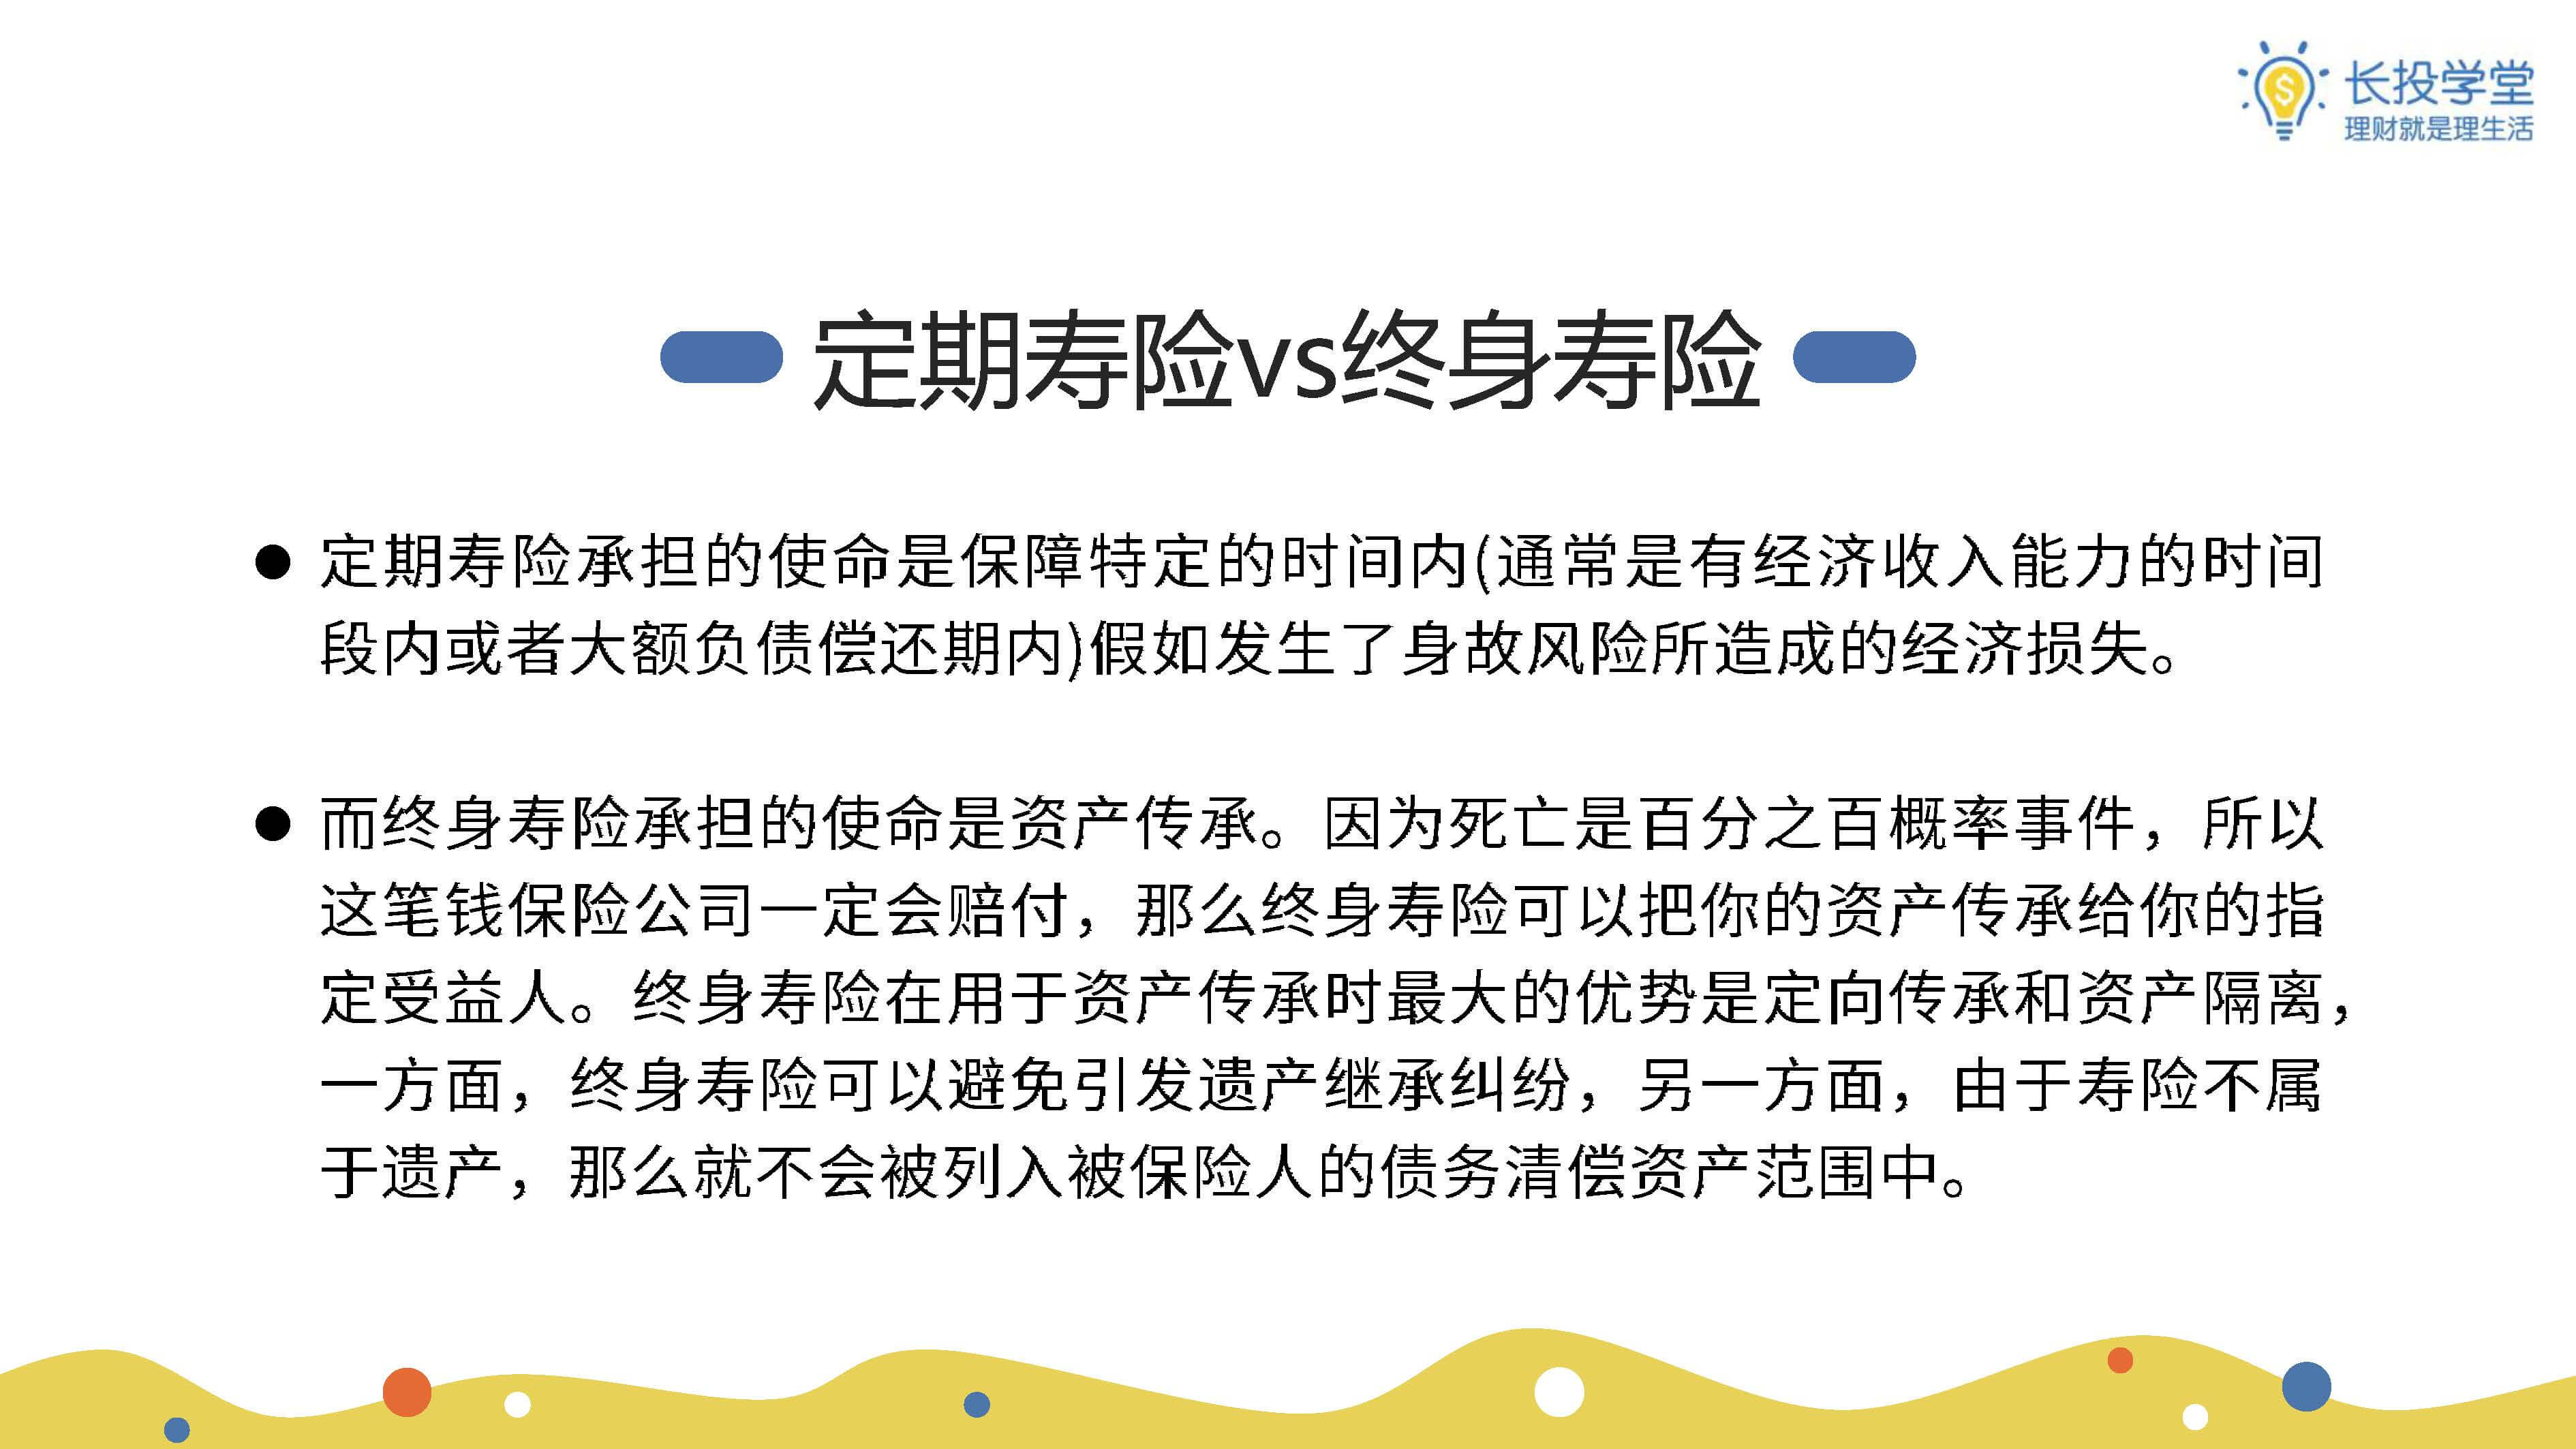 长投学堂
理财就是理生活
定期寿险vs终身寿险
● 定期寿险承担的使命是保障特定的时间内(通常是有经济收入能力的时间
段内或者大额负债偿还期内)假如发生了身故风险所造成的经济损失。
● 而终身寿险承担的使命是资产传承。因为死亡是百分之百概率事件，所以
这笔钱保险公司一定会赔付，那么终身寿险可以把你的资产传承给你的指
定受益人。终身寿险在用于资产传承时最大的优势是定向传承和资产隔离，
一方面，终身寿险可以避免引发遗产继承纠纷，另一方面，由于寿险不属
于遗产，那么就不会被列入被保险人的债务清偿资产范围中。